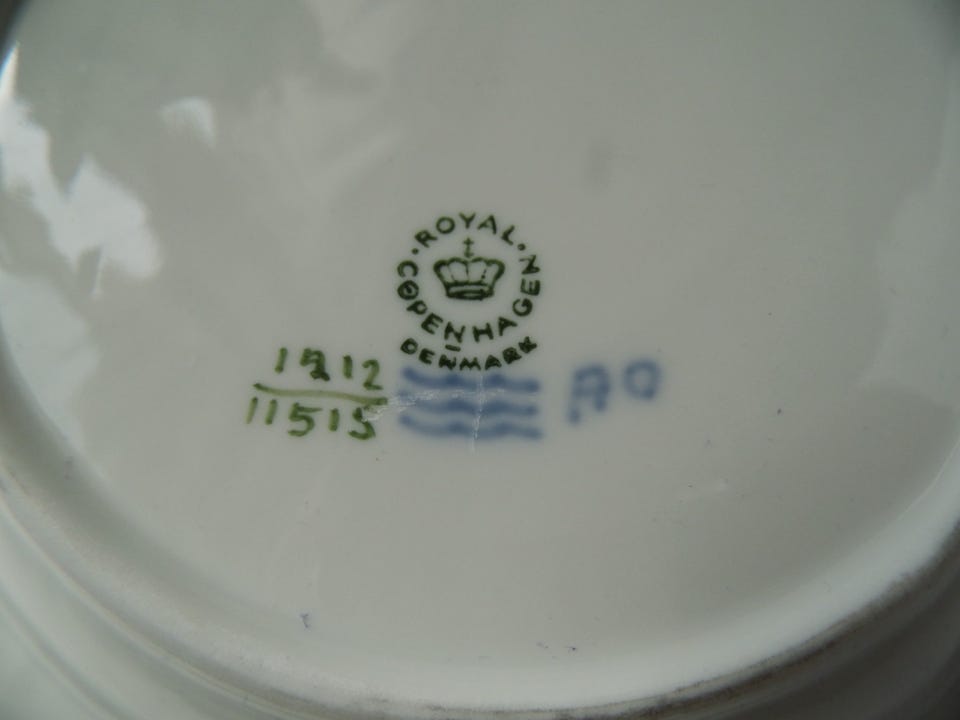 ROYAL
COPENHAGEN
DENMARK
1212
11515